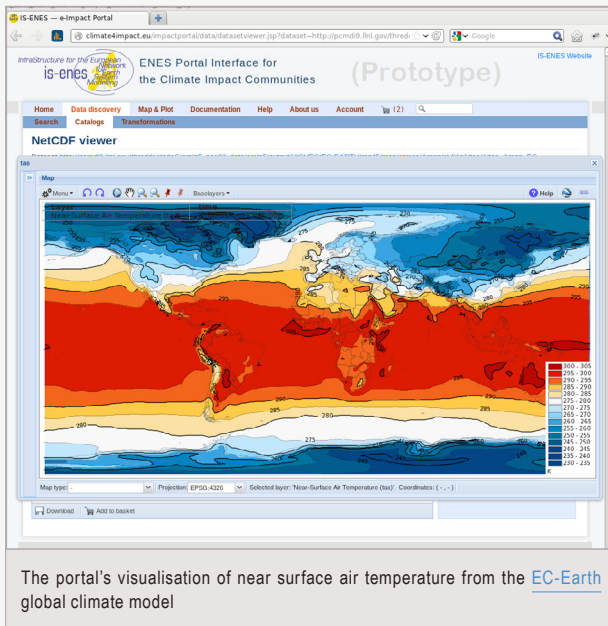 IS-ENES — e-Impact Portal
climate4impact.eu/impactportal/data/datasetviewer.jsp?dataset=http://pcmdi9.llnl.gov/thred
Google
InfraStructure for the European
Network
is-enes
Earth
System
Modelling
ENES Portal Interface for
the Climate Impact Communities
(Prototype)
IS-ENES Website
Home Data discovery Map & Plot Documentation Help About us Account (2)
Search Catalogs Transformations
NetCDF viewer
tas
Map
Menu Baselayers Help
Layer
Near-Surface Air Temperature (tas)
time
300 - 305
295 - 300
290 - 295
285 - 290
280 - 285
275 - 280
270 - 275
265 - 270
260 - 265
255 - 260
250 - 255
245 - 250
240 - 245
235 - 240
230 - 235
K
Map type: - Projection: EPSG:4326 Selected layer: 'Near-Surface Air Temperature (tas)' Coordinates: ( - , - )
Download Add to basket
The portal's visualisation of near surface air temperature from the EC-Earth
global climate model